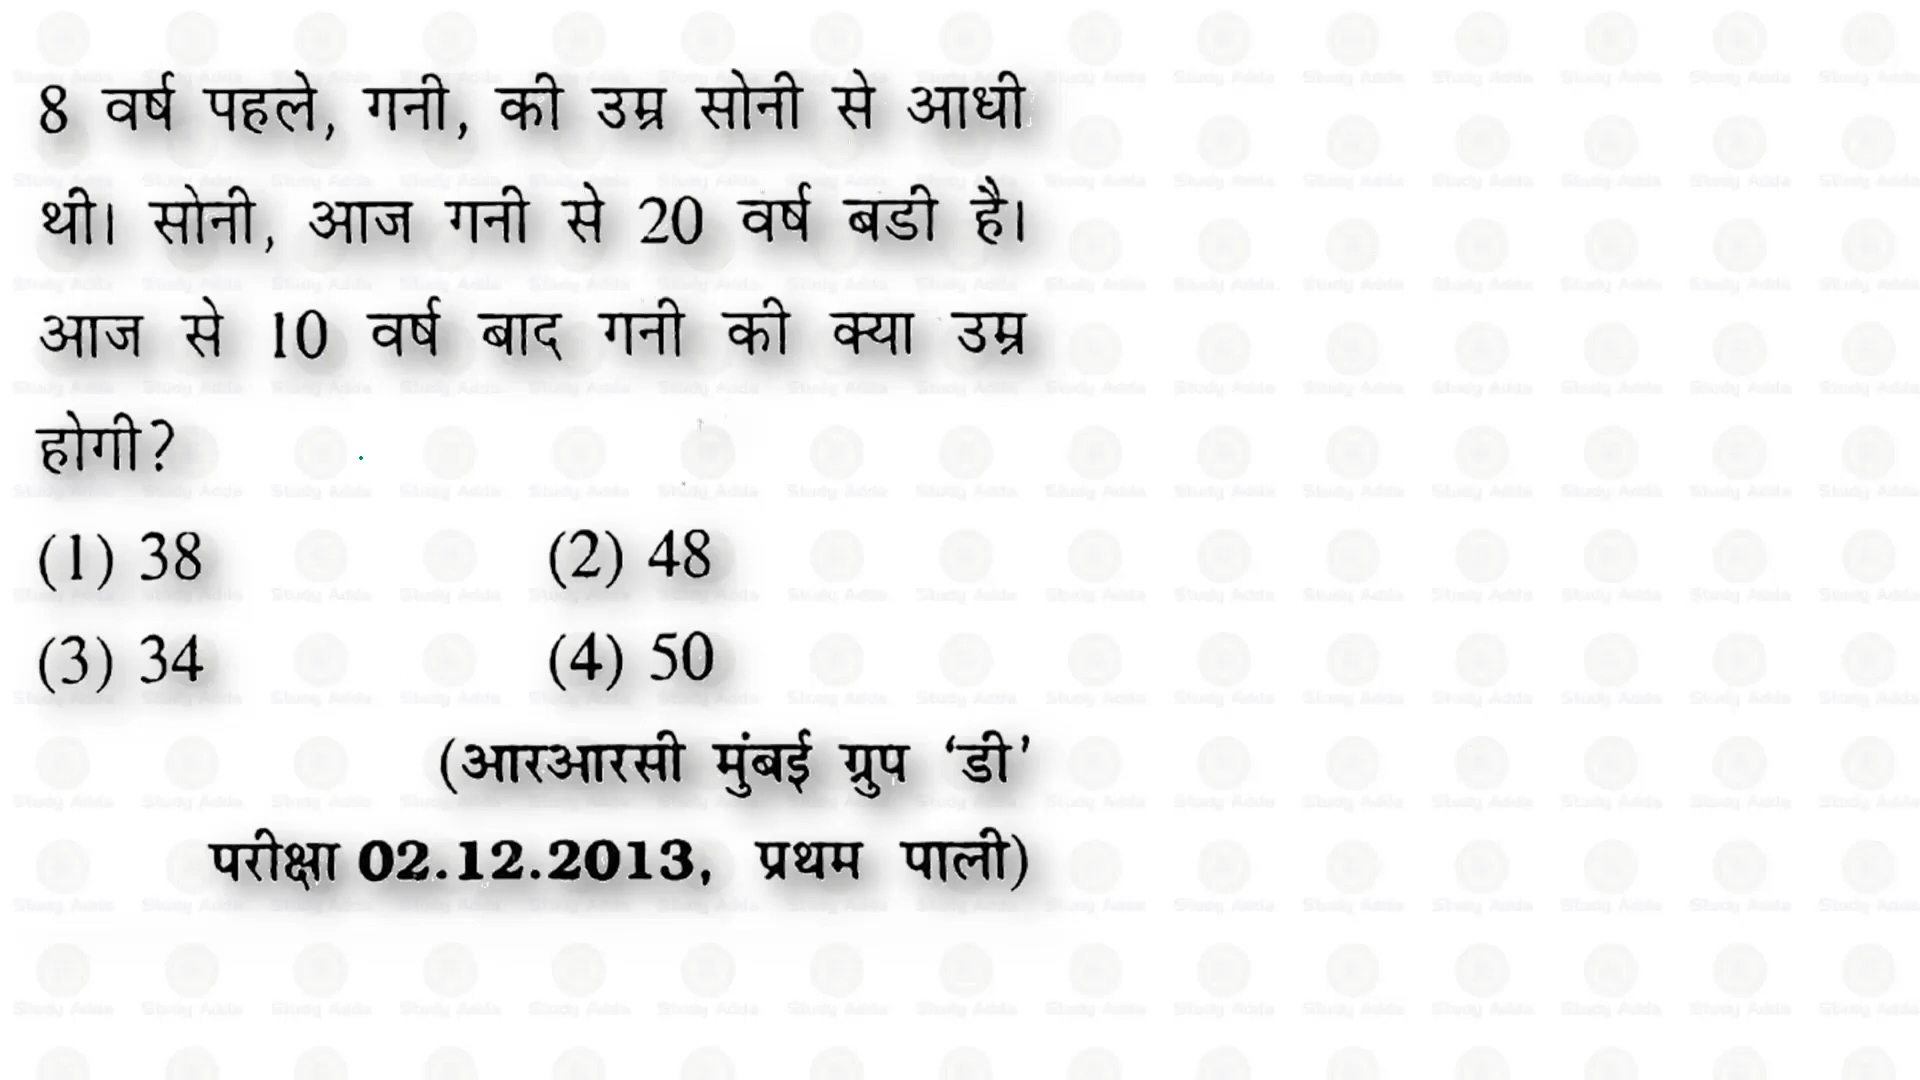 8 वर्ष पहले, गनी, की उम्र सोनी से आधी
थी। सोनी, आज गनी से 20 वर्ष बडी है।
आज से 10 वर्ष बाद गनी की क्या उम्र
होगी?
(1) 38 (2) 48
(3) 34 (4) 50
(आरआरसी मुंबई ग्रुप ‘डी’
परीक्षा 02.12.2013, प्रथम पाली)